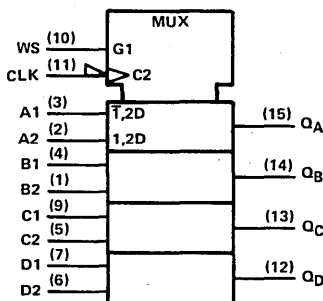 MUX
WS (10) G1
CLK (11) C2
A1 (3) 1̅,2D (15) QA
A2 (2) 1,2D
B1 (4) (14) QB
B2 (1)
C1 (9) (13) QC
C2 (5)
D1 (7) (12) QD
D2 (6)